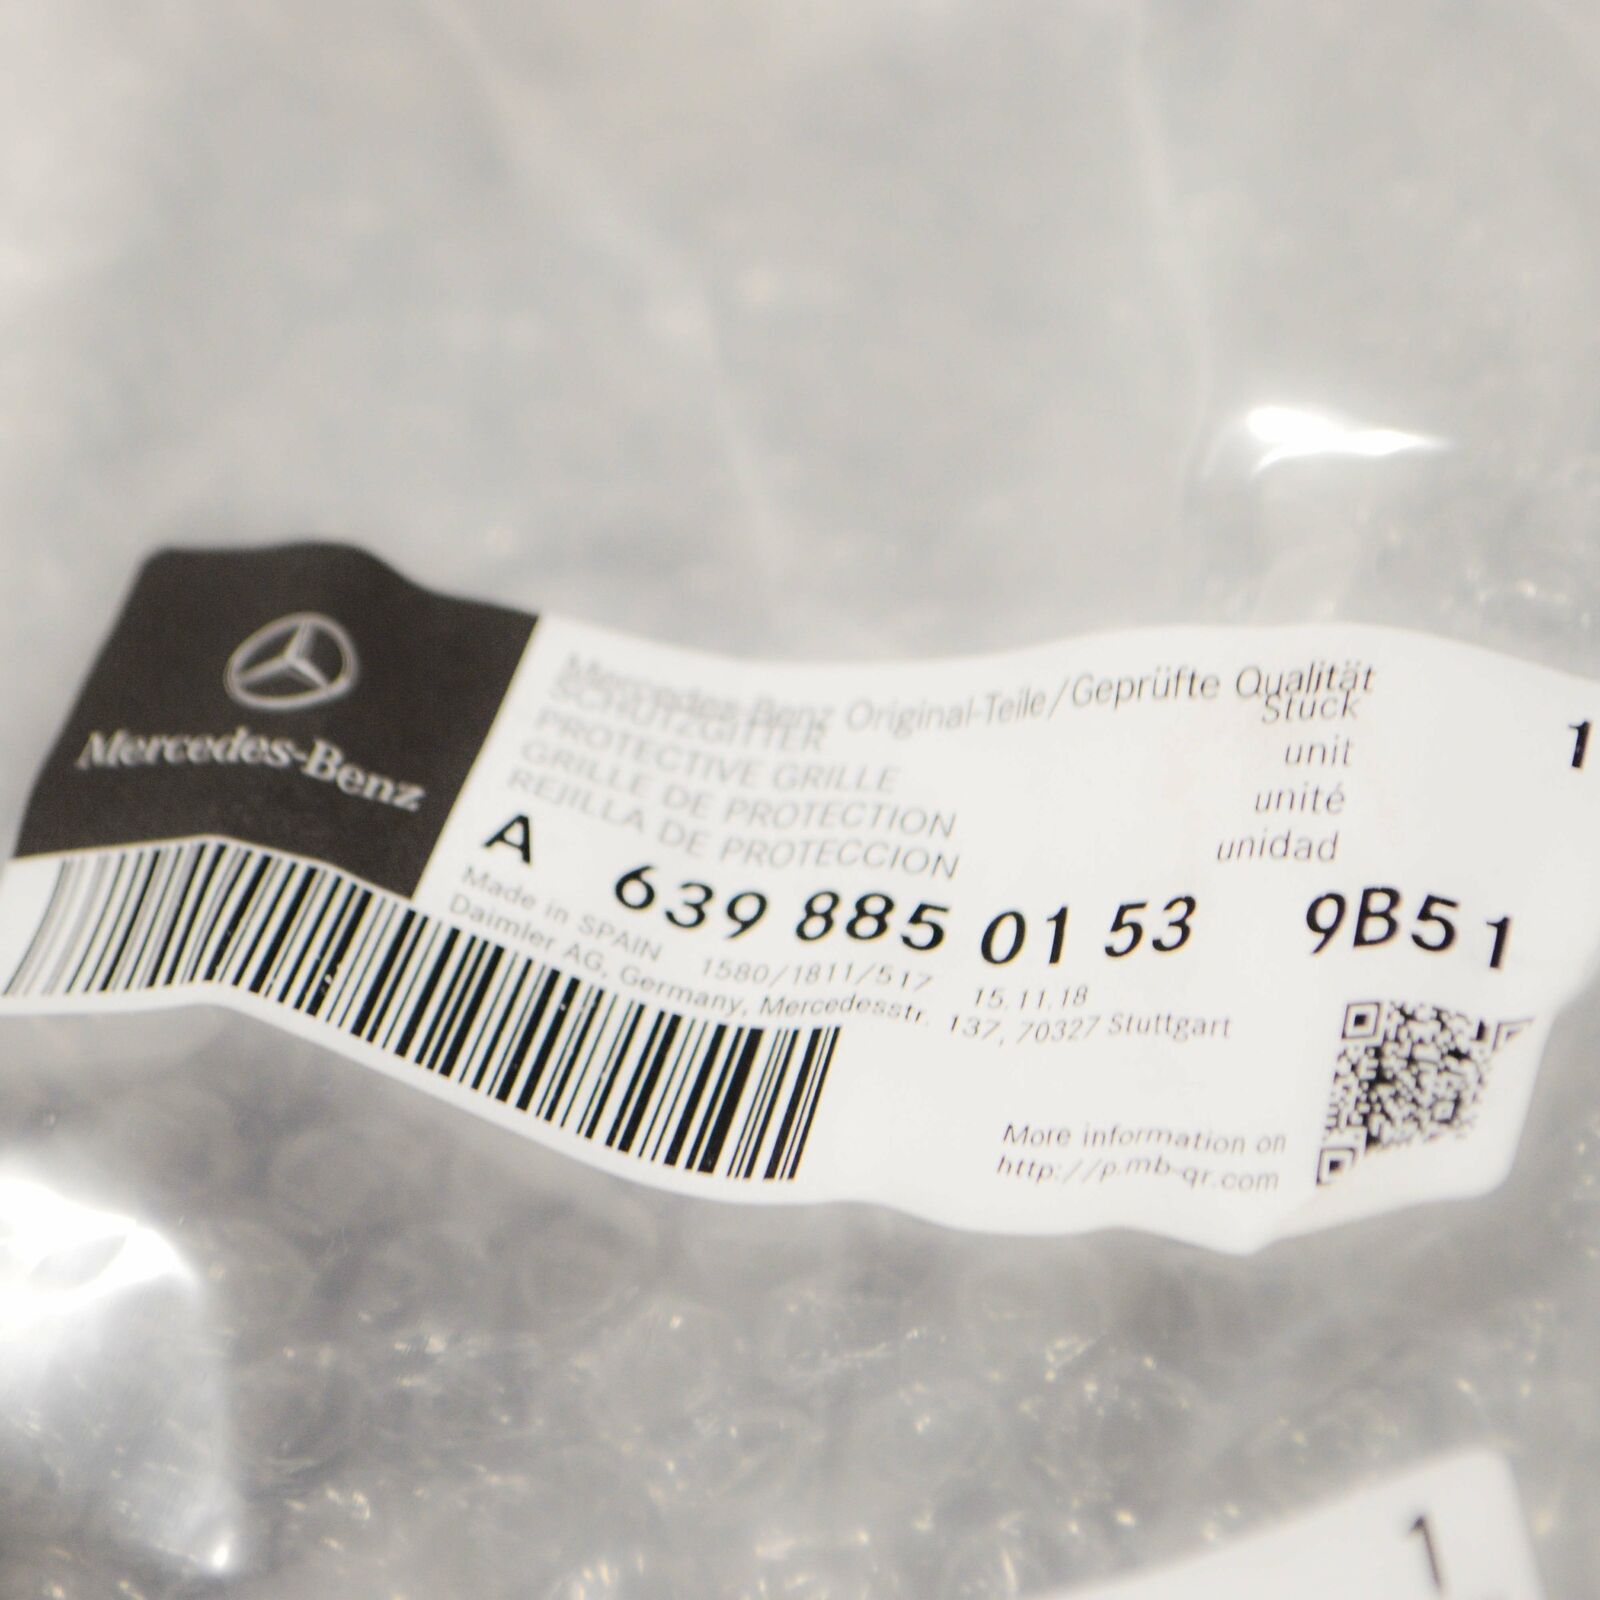 Mercedes-Benz
Mercedes-Benz Original-Teile/Geprüfte Qualität
SCHUTZGITTER Stück
PROTECTIVE GRILLE unit 1
GRILLE DE PROTECTION unité
REJILLA DE PROTECCION unidad
A 639 885 01 53 9B51
Made in SPAIN 1580/1811/517 15.11.18
Daimler AG, Germany, Mercedesstr. 137, 70327 Stuttgart
More information on
http://p.mb-qr.com
1